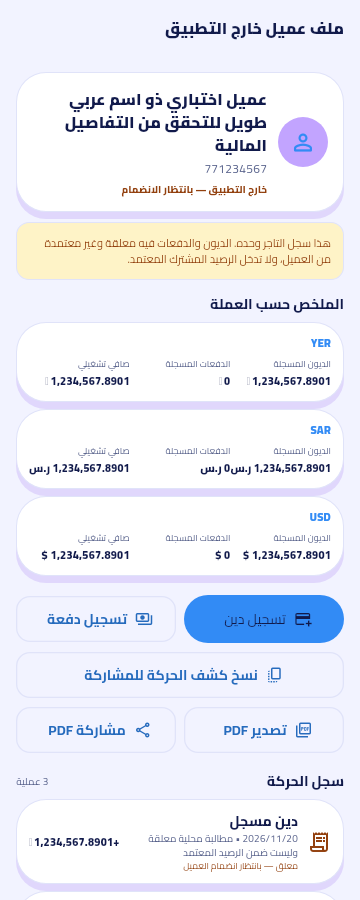 ملف عميل خارج التطبيق
عميل اختباري ذو اسم عربي
طويل للتحقق من التفاصيل
المالية
771234567
خارج التطبيق — بانتظار الانضمام
هذا سجل التاجر وحده. الديون والدفعات فيه معلقة وغير معتمدة
من العميل، ولا تدخل الرصيد المشترك المعتمد.
الملخص حسب العملة
YER
الديون المسجلة الدفعات المسجلة صافي تشغيلي
1,234,567.8901 0 1,234,567.8901
SAR
الديون المسجلة الدفعات المسجلة صافي تشغيلي
1,234,567.8901 ر.س 0 ر.س 1,234,567.8901 ر.س
USD
الديون المسجلة الدفعات المسجلة صافي تشغيلي
1,234,567.8901 $ 0 $ 1,234,567.8901 $
تسجيل دين تسجيل دفعة
نسخ كشف الحركة للمشاركة
تصدير PDF مشاركة PDF
سجل الحركة 3 عملية
دين مسجل
2026/11/20 • مطالبة محلية معلقة
وليست ضمن الرصيد المعتمد
معلق — بانتظار انضمام العميل
+1,234,567.8901